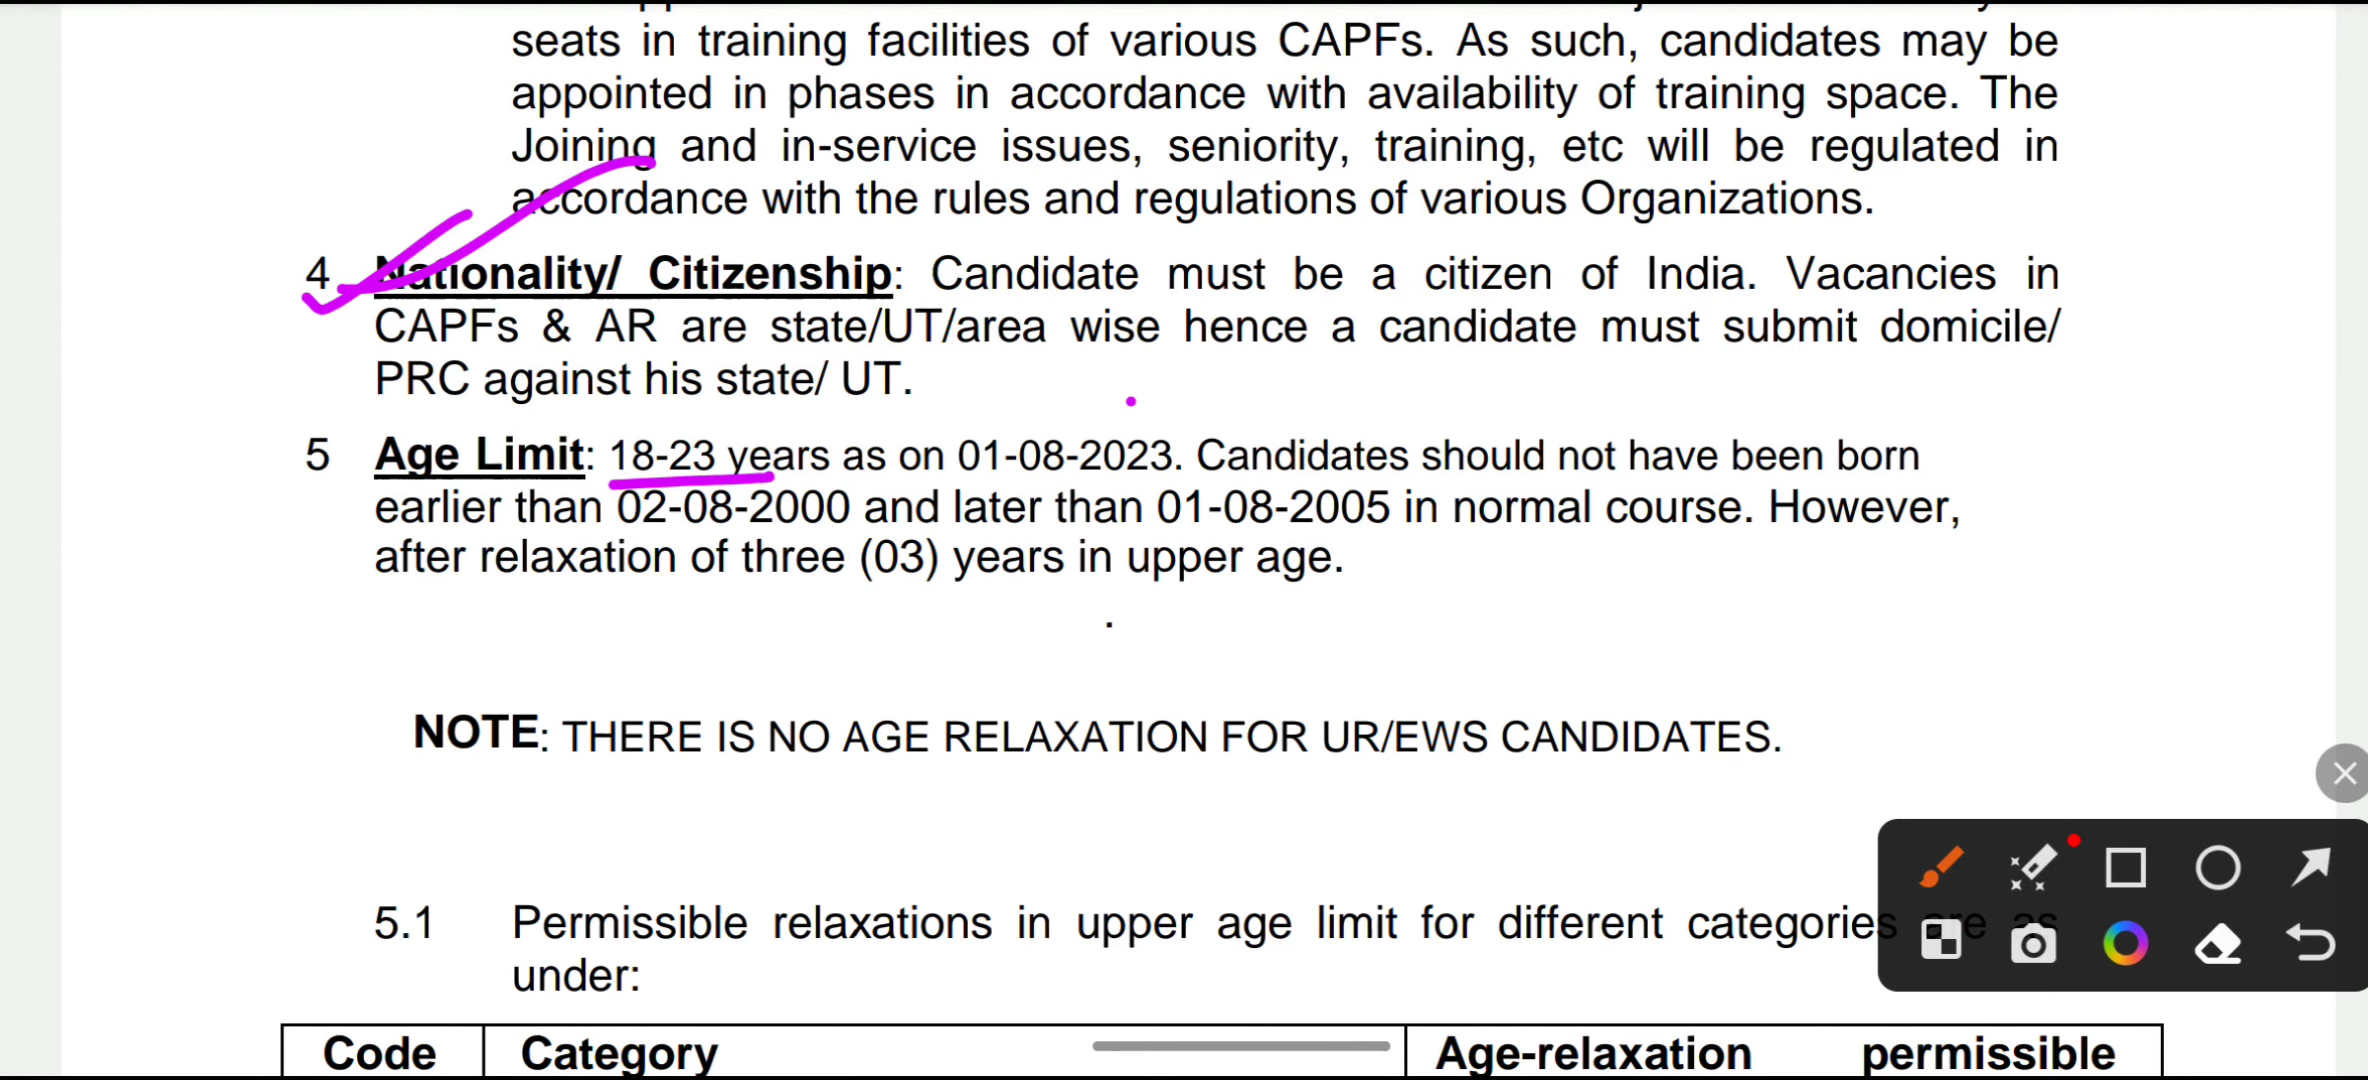 seats in training facilities of various CAPFs. As such, candidates may be
appointed in phases in accordance with availability of training space. The
Joining and in-service issues, seniority, training, etc will be regulated in
accordance with the rules and regulations of various Organizations.
4 Nationality/ Citizenship: Candidate must be a citizen of India. Vacancies in
CAPFs & AR are state/UT/area wise hence a candidate must submit domicile/
PRC against his state/ UT.
5 Age Limit: 18-23 years as on 01-08-2023. Candidates should not have been born
earlier than 02-08-2000 and later than 01-08-2005 in normal course. However,
after relaxation of three (03) years in upper age.
.
NOTE: THERE IS NO AGE RELAXATION FOR UR/EWS CANDIDATES.
5.1 Permissible relaxations in upper age limit for different categories are as
under:
Code Category Age-relaxation permissible